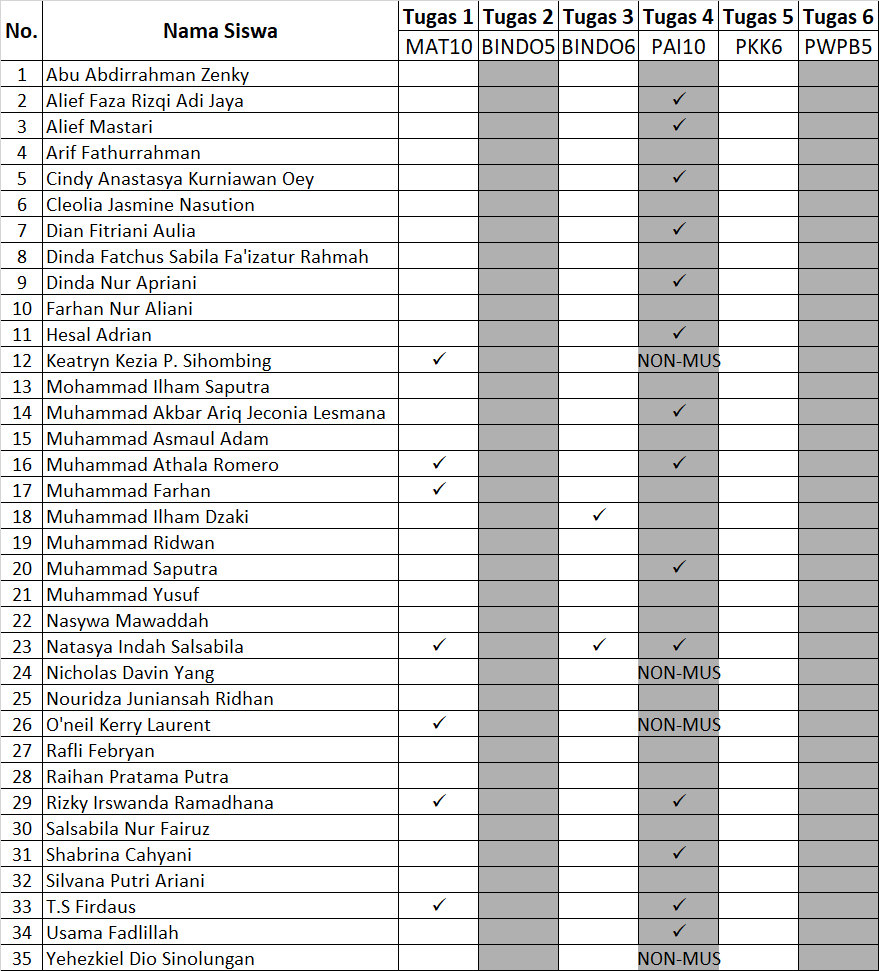 No. Nama Siswa Tugas 1 Tugas 2 Tugas 3 Tugas 4 Tugas 5 Tugas 6
MAT10 BINDO5 BINDO6 PAI10 PKK6 PWPB5
1 Abu Abdirrahman Zenky
2 Alief Faza Rizqi Adi Jaya ✓
3 Alief Mastari ✓
4 Arif Fathurrahman
5 Cindy Anastasya Kurniawan Oey ✓
6 Cleolia Jasmine Nasution
7 Dian Fitriani Aulia ✓
8 Dinda Fatchus Sabila Fa'izatur Rahmah
9 Dinda Nur Apriani ✓
10 Farhan Nur Aliani
11 Hesal Adrian ✓
12 Keatryn Kezia P. Sihombing ✓ NON-MUS
13 Mohammad Ilham Saputra
14 Muhammad Akbar Ariq Jeconia Lesmana ✓
15 Muhammad Asmaul Adam
16 Muhammad Athala Romero ✓ ✓
17 Muhammad Farhan ✓
18 Muhammad Ilham Dzaki ✓
19 Muhammad Ridwan
20 Muhammad Saputra ✓
21 Muhammad Yusuf
22 Nasywa Mawaddah
23 Natasya Indah Salsabila ✓ ✓ ✓
24 Nicholas Davin Yang NON-MUS
25 Nouridza Juniansah Ridhan
26 O'neil Kerry Laurent ✓ NON-MUS
27 Rafli Febryan
28 Raihan Pratama Putra
29 Rizky Irswanda Ramadhana ✓ ✓
30 Salsabila Nur Fairuz
31 Shabrina Cahyani ✓
32 Silvana Putri Ariani
33 T.S Firdaus ✓ ✓
34 Usama Fadlillah ✓
35 Yehezkiel Dio Sinolungan NON-MUS